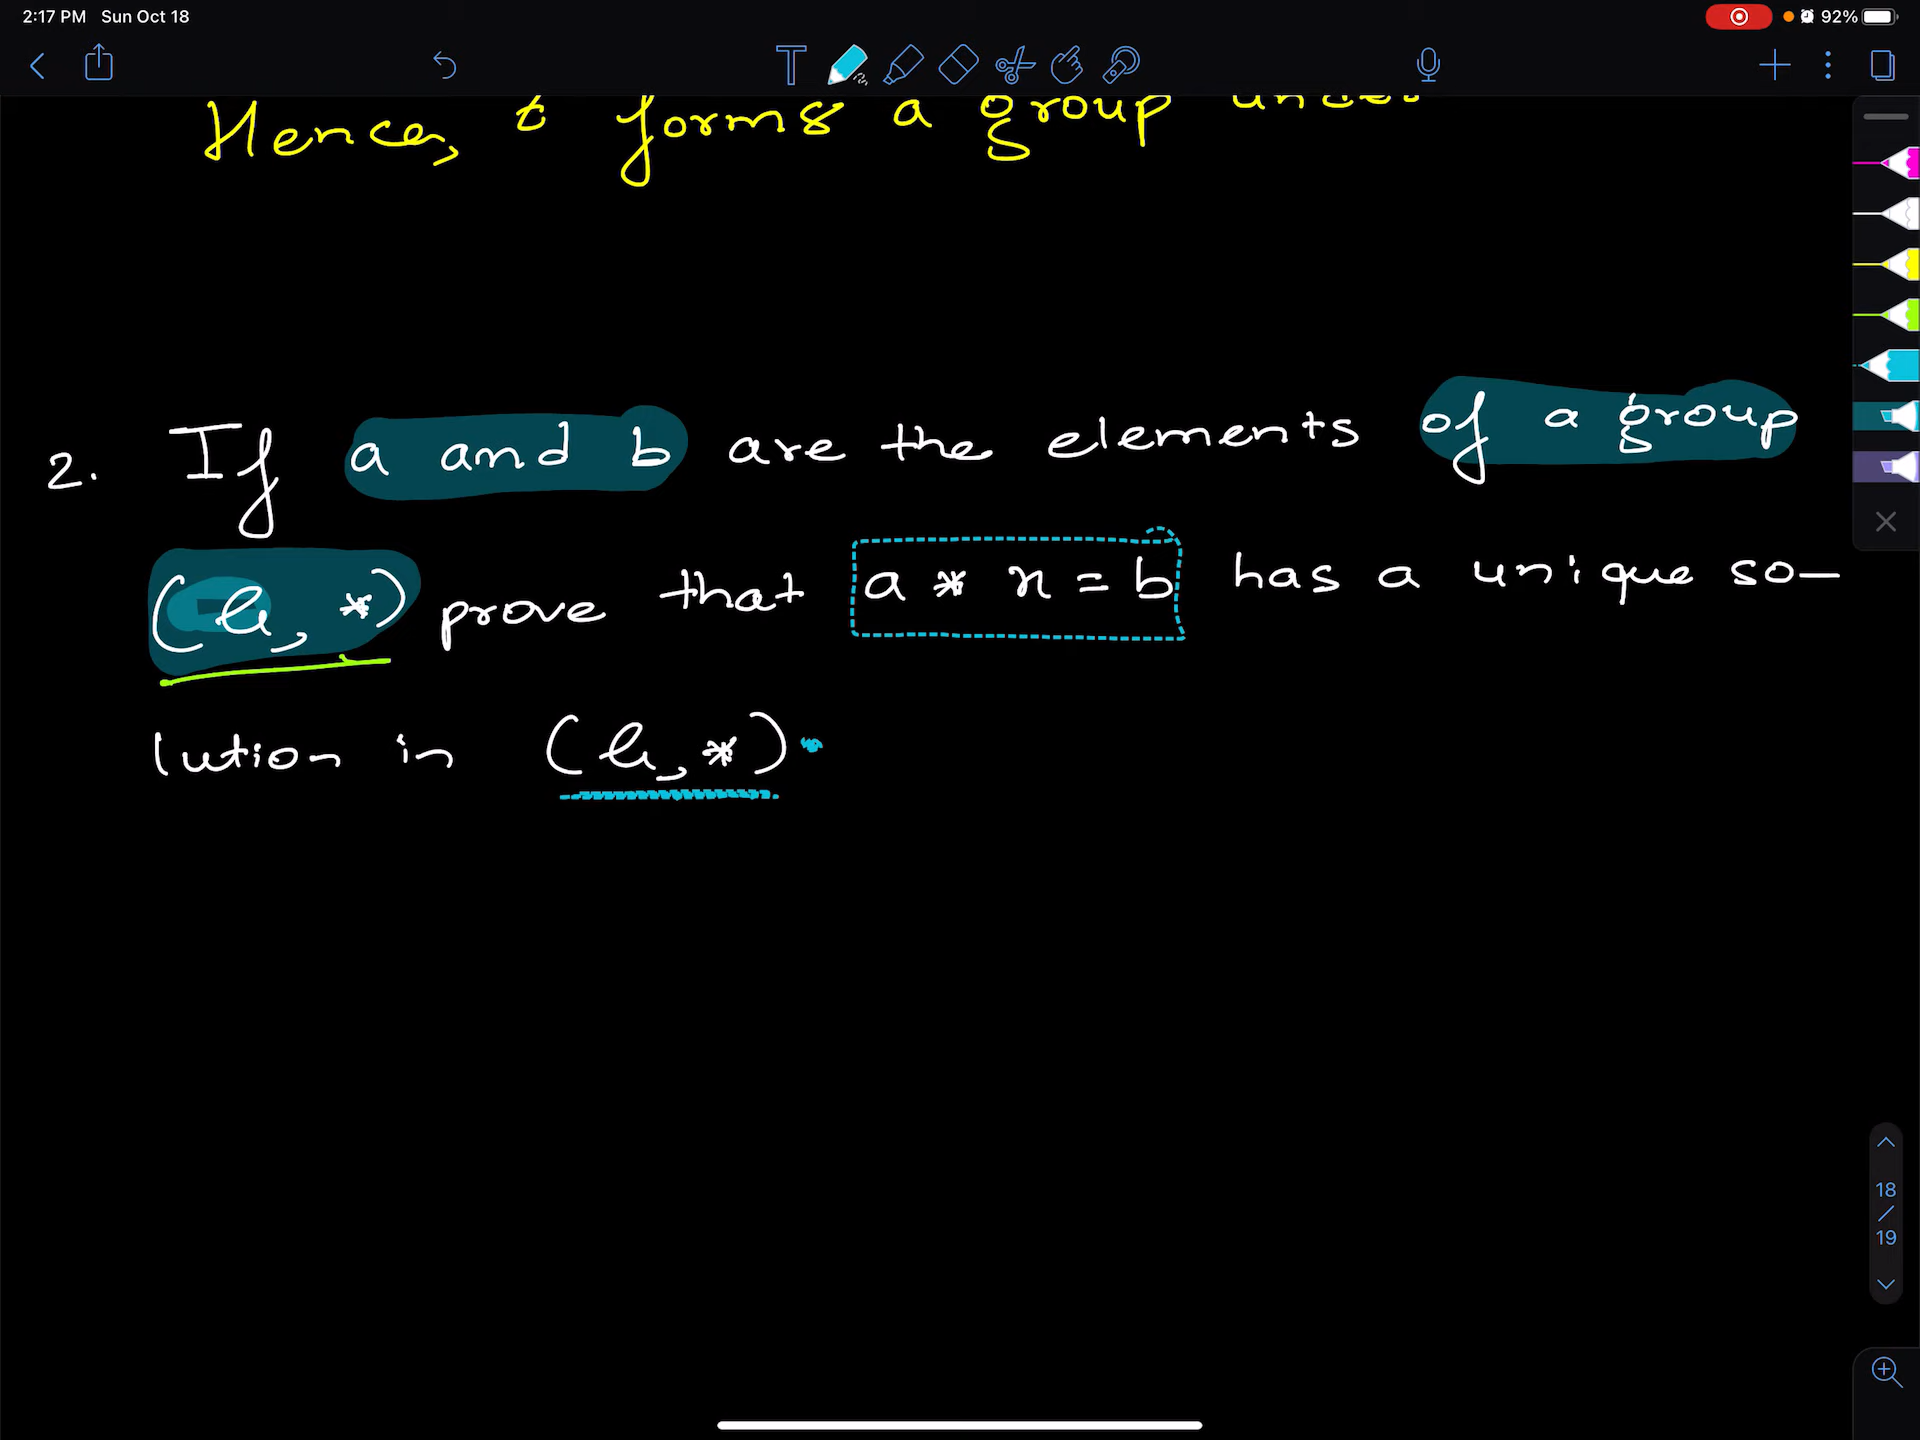 2:17 PM Sun Oct 18
92%
Hence, forms a group under
2. If a and b are the elements of a group
(G, *) prove that a * x = b has a unique so-
lution in (G, *).
18
/
19